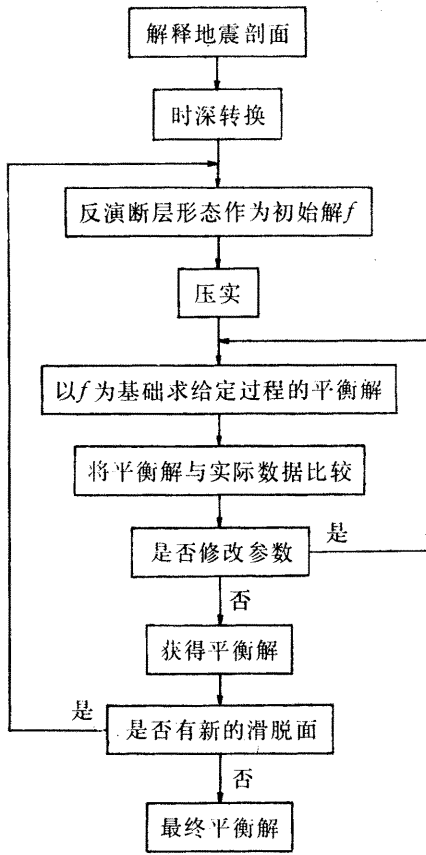 解释地震剖面
时深转换
反演断层形态作为初始解f
压实
以f为基础求给定过程的平衡解
将平衡解与实际数据比较
是否修改参数
是
否
获得平衡解
是
是否有新的滑脱面
否
最终平衡解